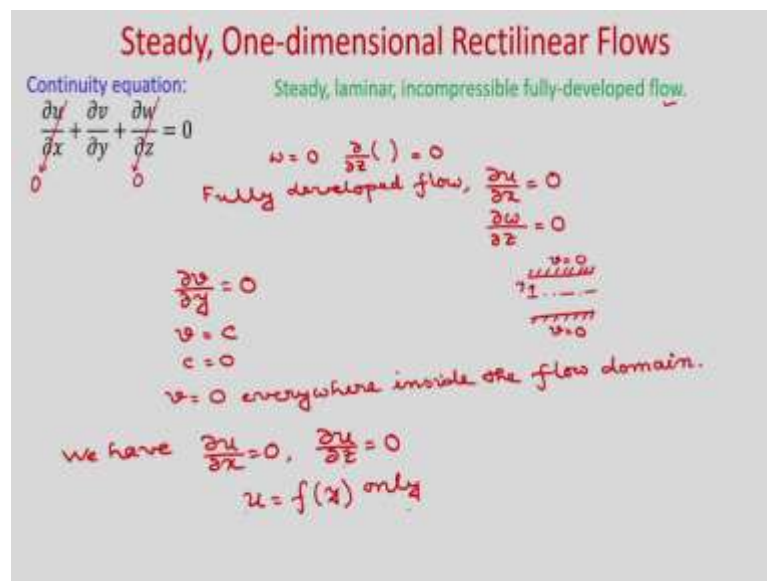 Steady, One-dimensional Rectilinear Flows
Continuity equation:
Steady, laminar, incompressible fully-developed flow.
∂u/∂x + ∂v/∂y + ∂w/∂z = 0
0 0
w = 0 ∂/∂z ( ) = 0
Fully developed flow, ∂u/∂x = 0
∂w/∂z = 0
v=0
∂v/∂y = 0
v = c
v=0
c = 0
v = 0 everywhere inside the flow domain.
We have ∂u/∂x = 0, ∂u/∂z = 0
u = f(y) only